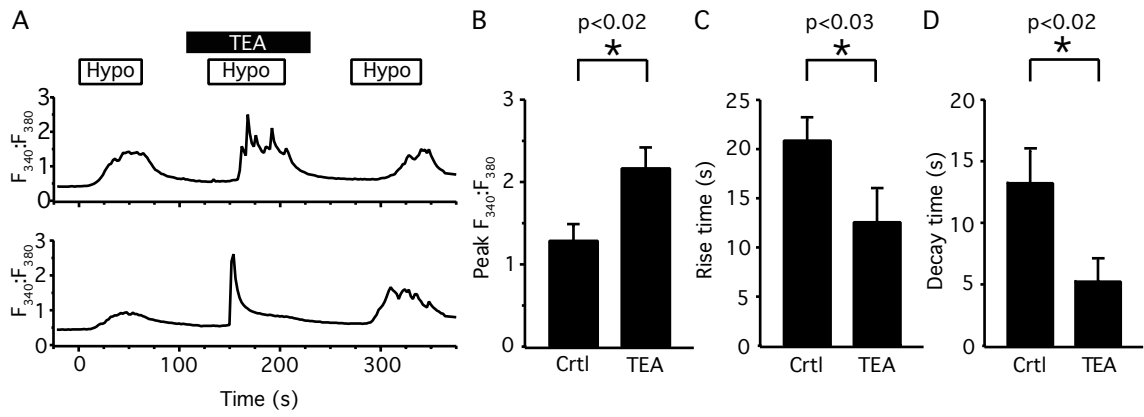 A
TEA
Hypo Hypo Hypo
F340:F380
3
2
1
0
F340:F380
3
2
1
0
0 100 200 300
Time (s)
B
p<0.02
*
Peak F340:F380
3
2
1
0
Crtl TEA
C
p<0.03
*
Rise time (s)
25
20
15
10
5
0
Crtl TEA
D
p<0.02
*
Decay time (s)
20
15
10
5
0
Crtl TEA